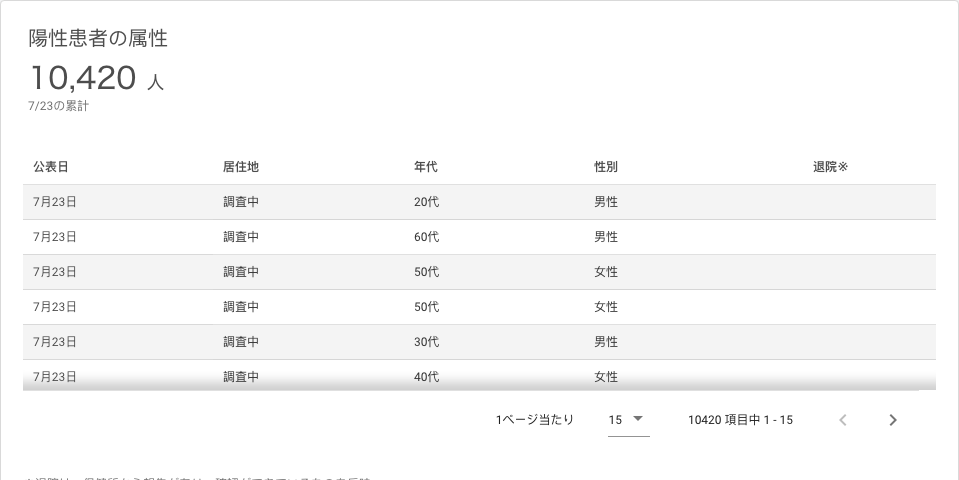 陽性患者の属性
10,420 人
7/23の累計
公表日 居住地 年代 性別 退院※
7月23日 調査中 20代 男性
7月23日 調査中 60代 男性
7月23日 調査中 50代 女性
7月23日 調査中 50代 女性
7月23日 調査中 30代 男性
7月23日 調査中 40代 女性
1ページ当たり 15 10420 項目中 1 - 15